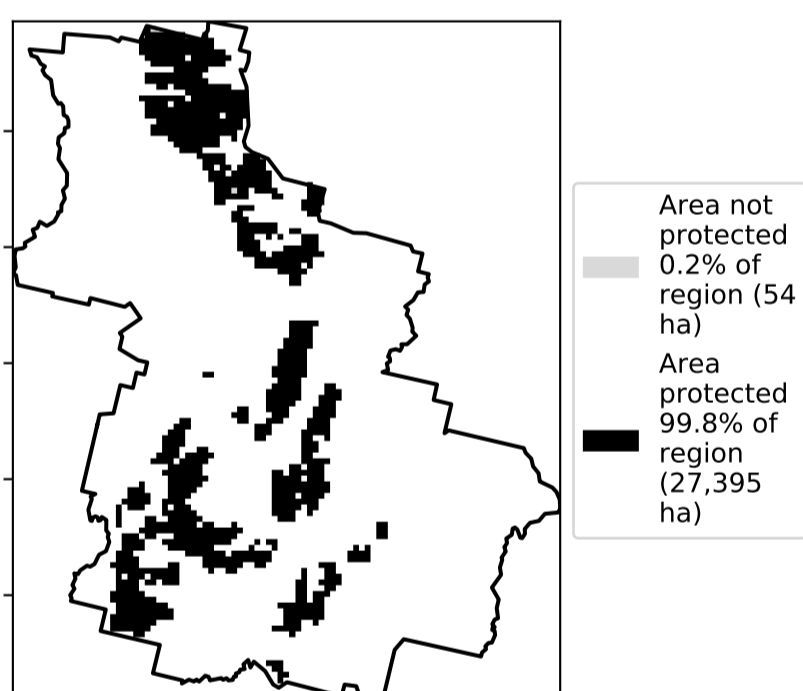 Area not
protected
0.2% of
region (54
ha)
Area
protected
99.8% of
region
(27,395
ha)